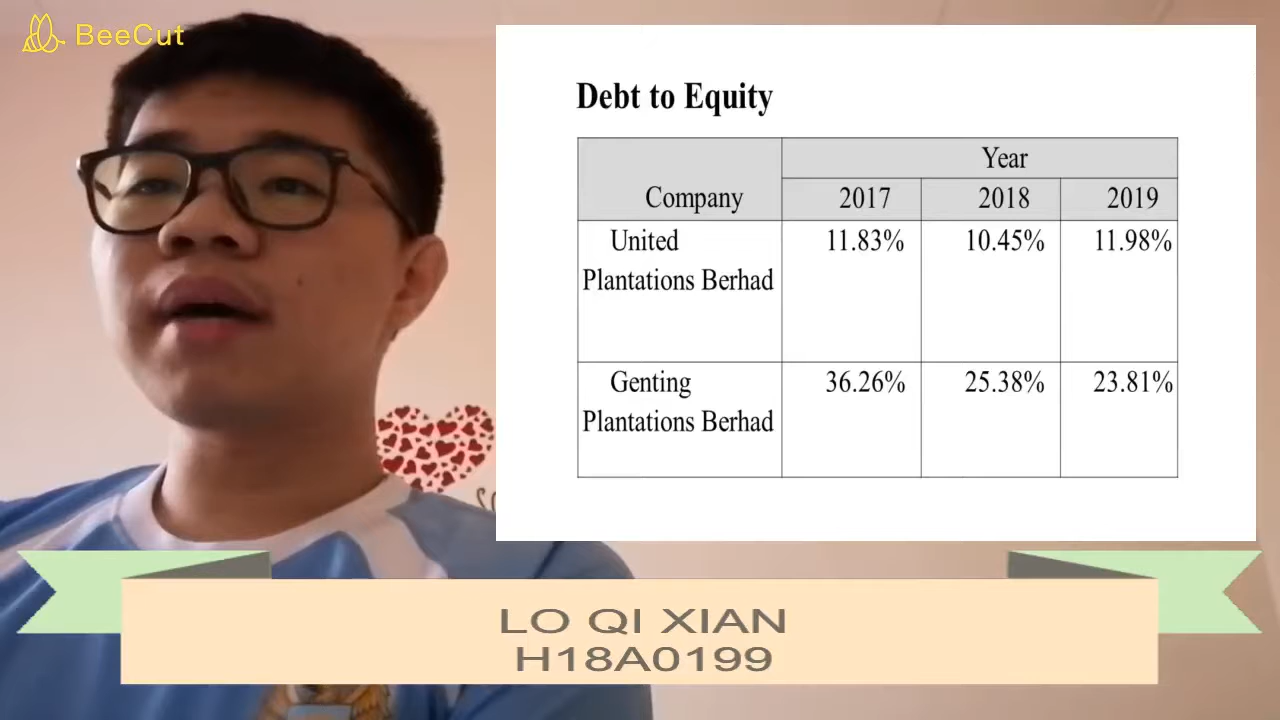 BeeCut
Debt to Equity
Year
Company 2017 2018 2019
United 11.83% 10.45% 11.98%
Plantations Berhad
Genting 36.26% 25.38% 23.81%
Plantations Berhad
LO QI XIAN
H18A0199